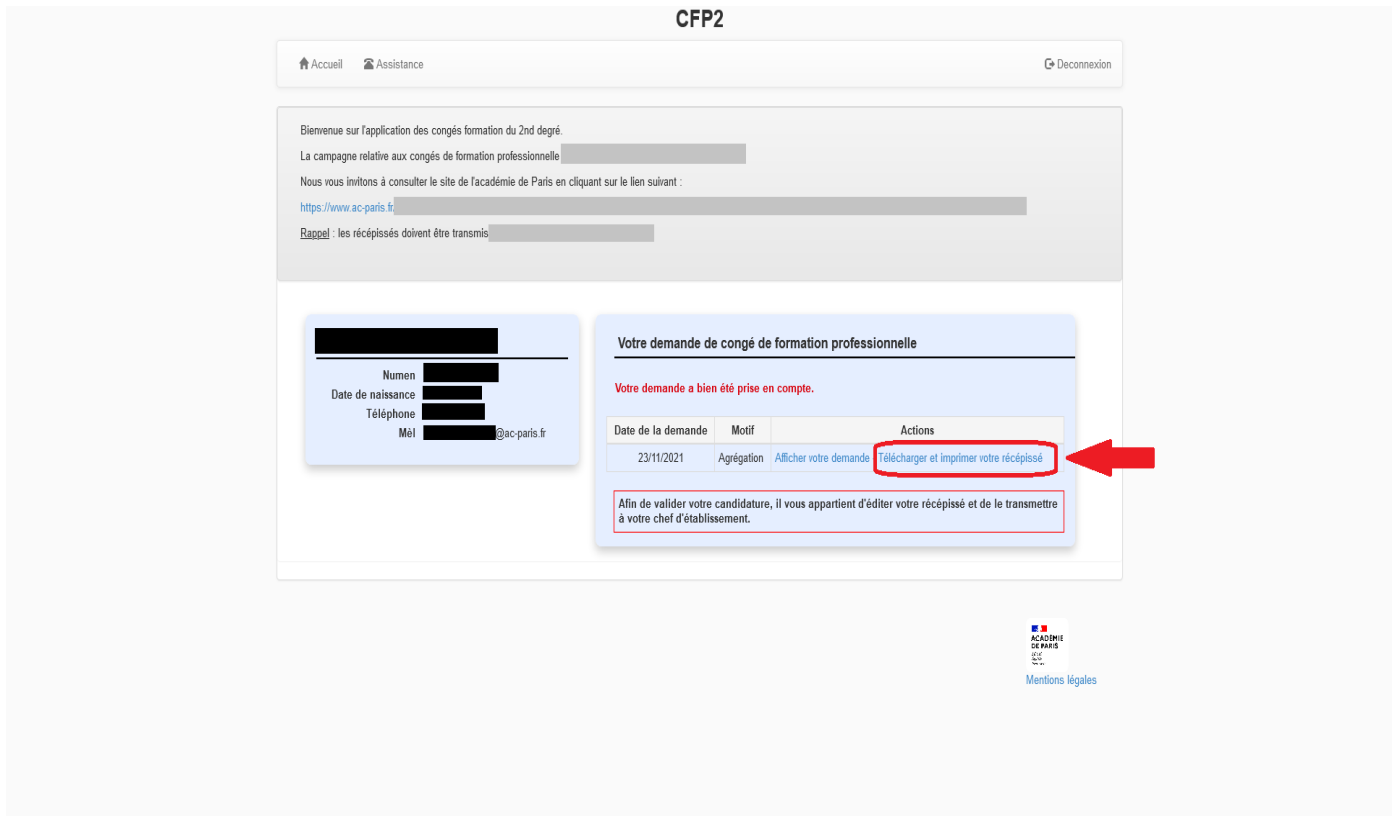 CFP2
Accueil Assistance Deconnexion
Bienvenue sur l'application des congés formation du 2nd degré.
La campagne relative aux congés de formation professionnelle
Nous vous invitons à consulter le site de l'académie de Paris en cliquant sur le lien suivant :
https://www.ac-paris.fr
Rappel : les récépissés doivent être transmis
Numen
Date de naissance
Téléphone
Mèl @ac-paris.fr
Votre demande de congé de formation professionnelle
Votre demande a bien été prise en compte.
Date de la demande Motif Actions
23/11/2021 Agrégation Afficher votre demande Télécharger et imprimer votre récépissé
Afin de valider votre candidature, il vous appartient d'éditer votre récépissé et de le transmettre
à votre chef d'établissement.
ACADÉMIE
DE PARIS
Mentions légales